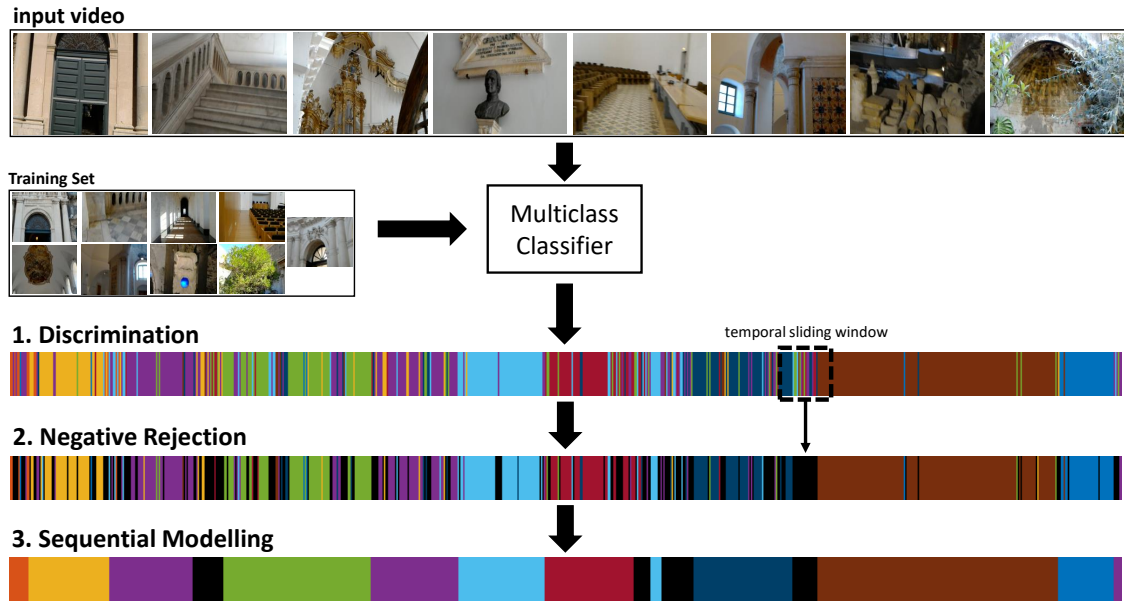 input video
Training Set
Multiclass
Classifier
1. Discrimination
temporal sliding window
2. Negative Rejection
3. Sequential Modelling